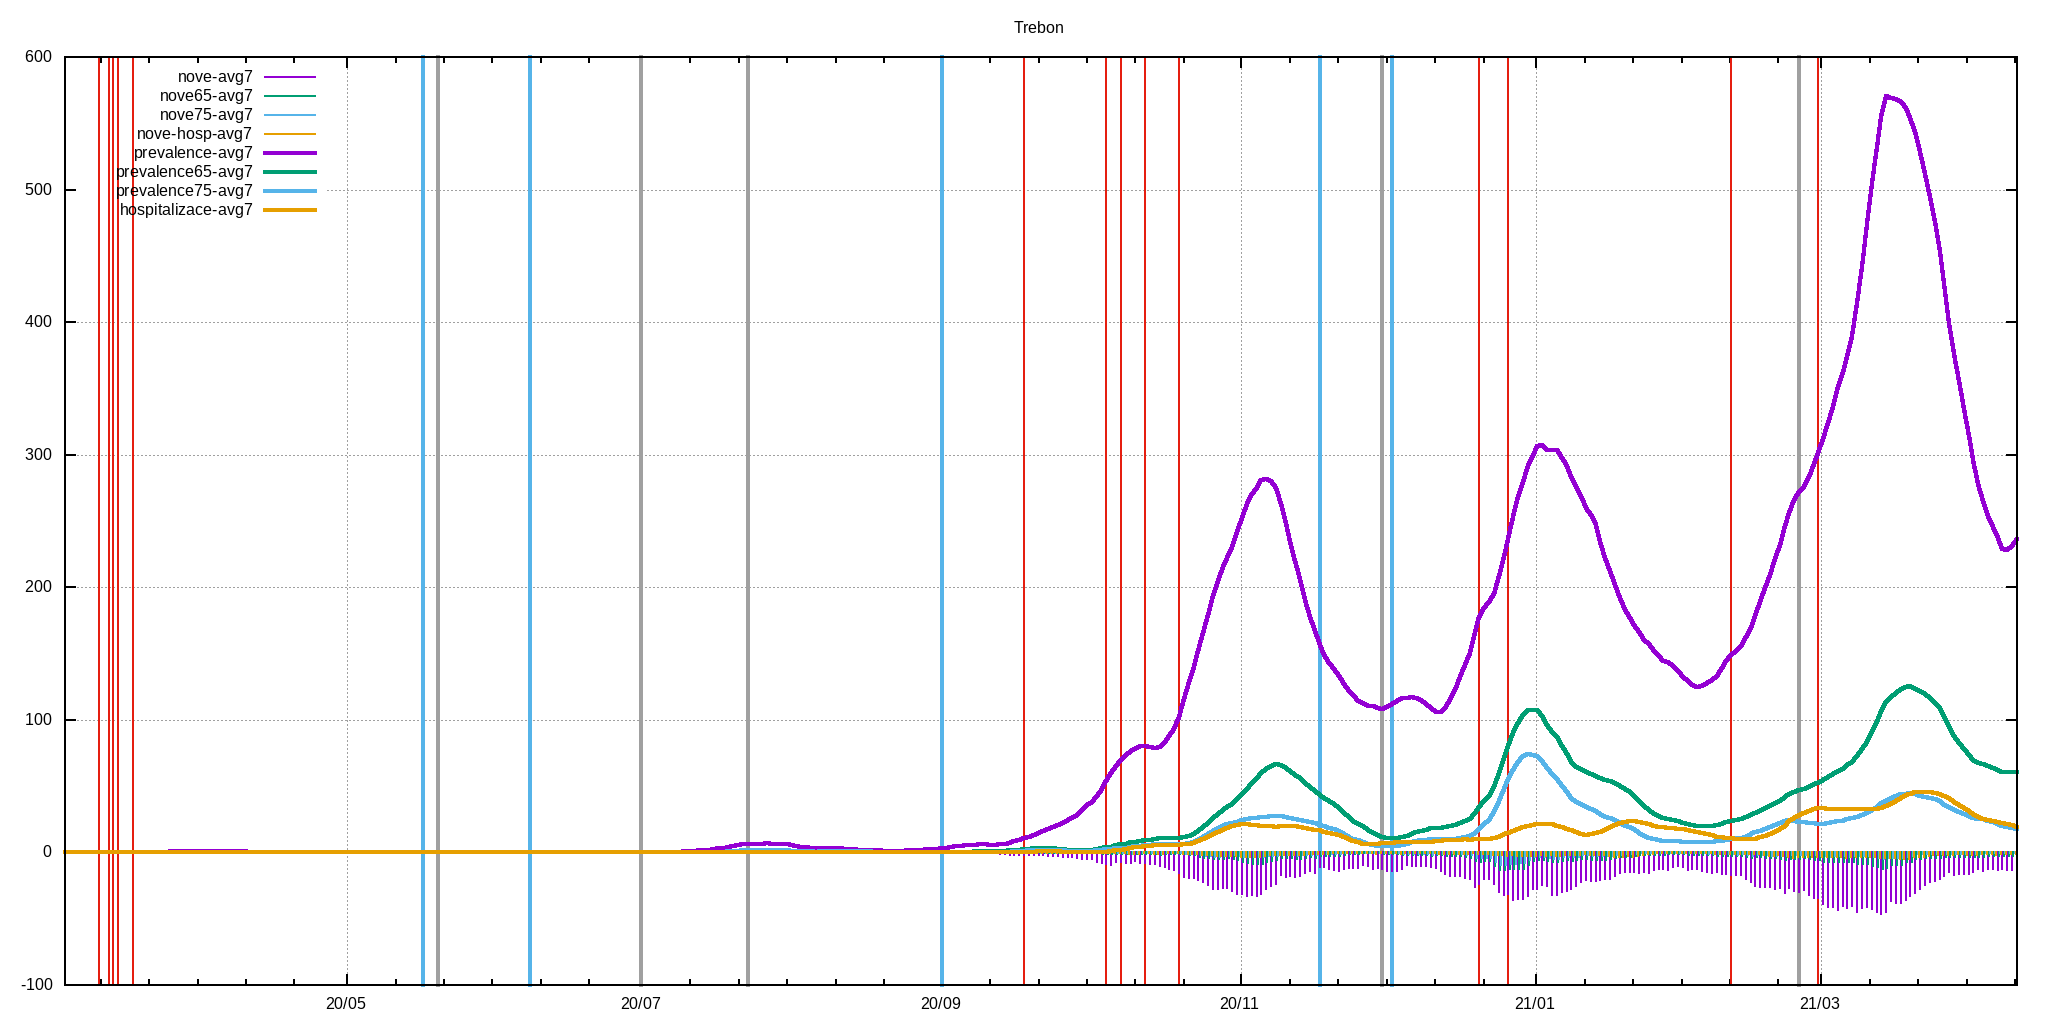 Trebon
600
500
400
300
200
100
0
-100
nove-avg7
nove65-avg7
nove75-avg7
nove-hosp-avg7
prevalence-avg7
prevalence65-avg7
prevalence75-avg7
hospitalizace-avg7
20/05 20/07 20/09 20/11 21/01 21/03